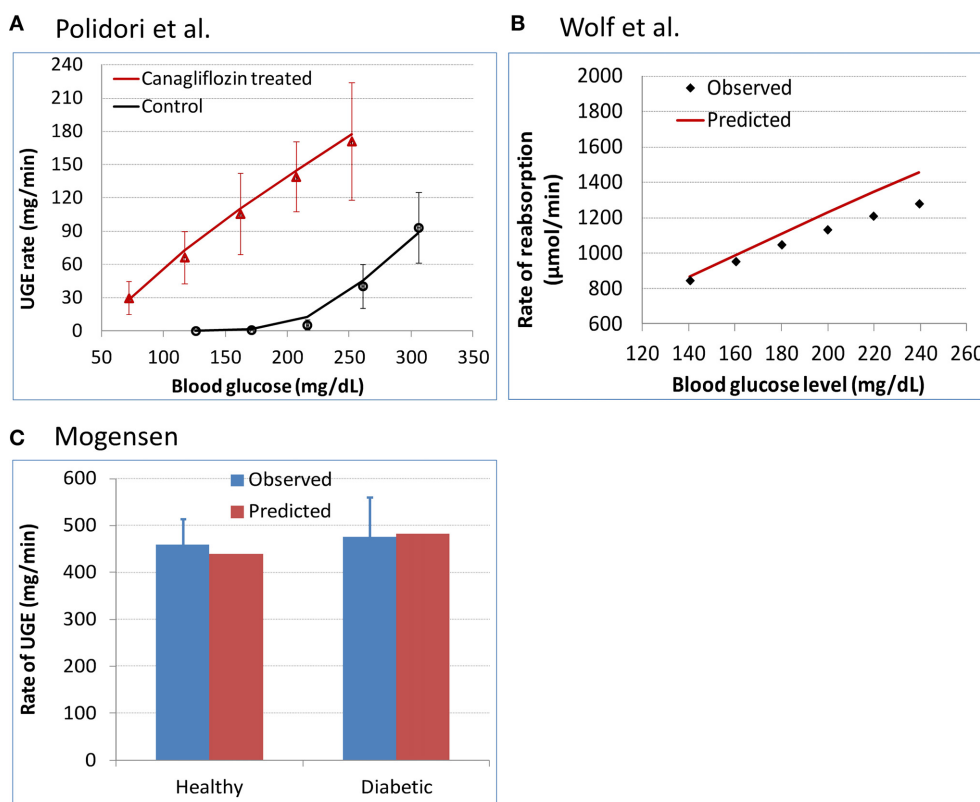 A Polidori et al.
240
210
180
150
120
90
60
30
0
UGE rate (mg/min)
Canagliflozin treated
Control
50 100 150 200 250 300 350
Blood glucose (mg/dL)
B Wolf et al.
2000
1800
1600
1400
1200
1000
800
600
Rate of reabsorption
(μmol/min)
Observed
Predicted
120 140 160 180 200 220 240 260
Blood glucose level (mg/dL)
C Mogensen
600
500
400
300
200
100
0
Rate of UGE (mg/min)
Observed
Predicted
Healthy Diabetic